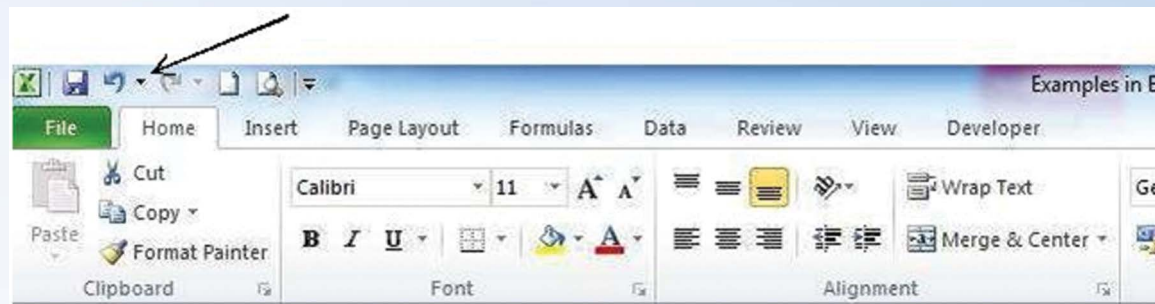 Examples in E
File Home Insert Page Layout Formulas Data Review View Developer
Cut
Calibri 11 A A Wrap Text Ge
Copy
Paste
B I U A Merge & Center
Format Painter
Clipboard Font Alignment